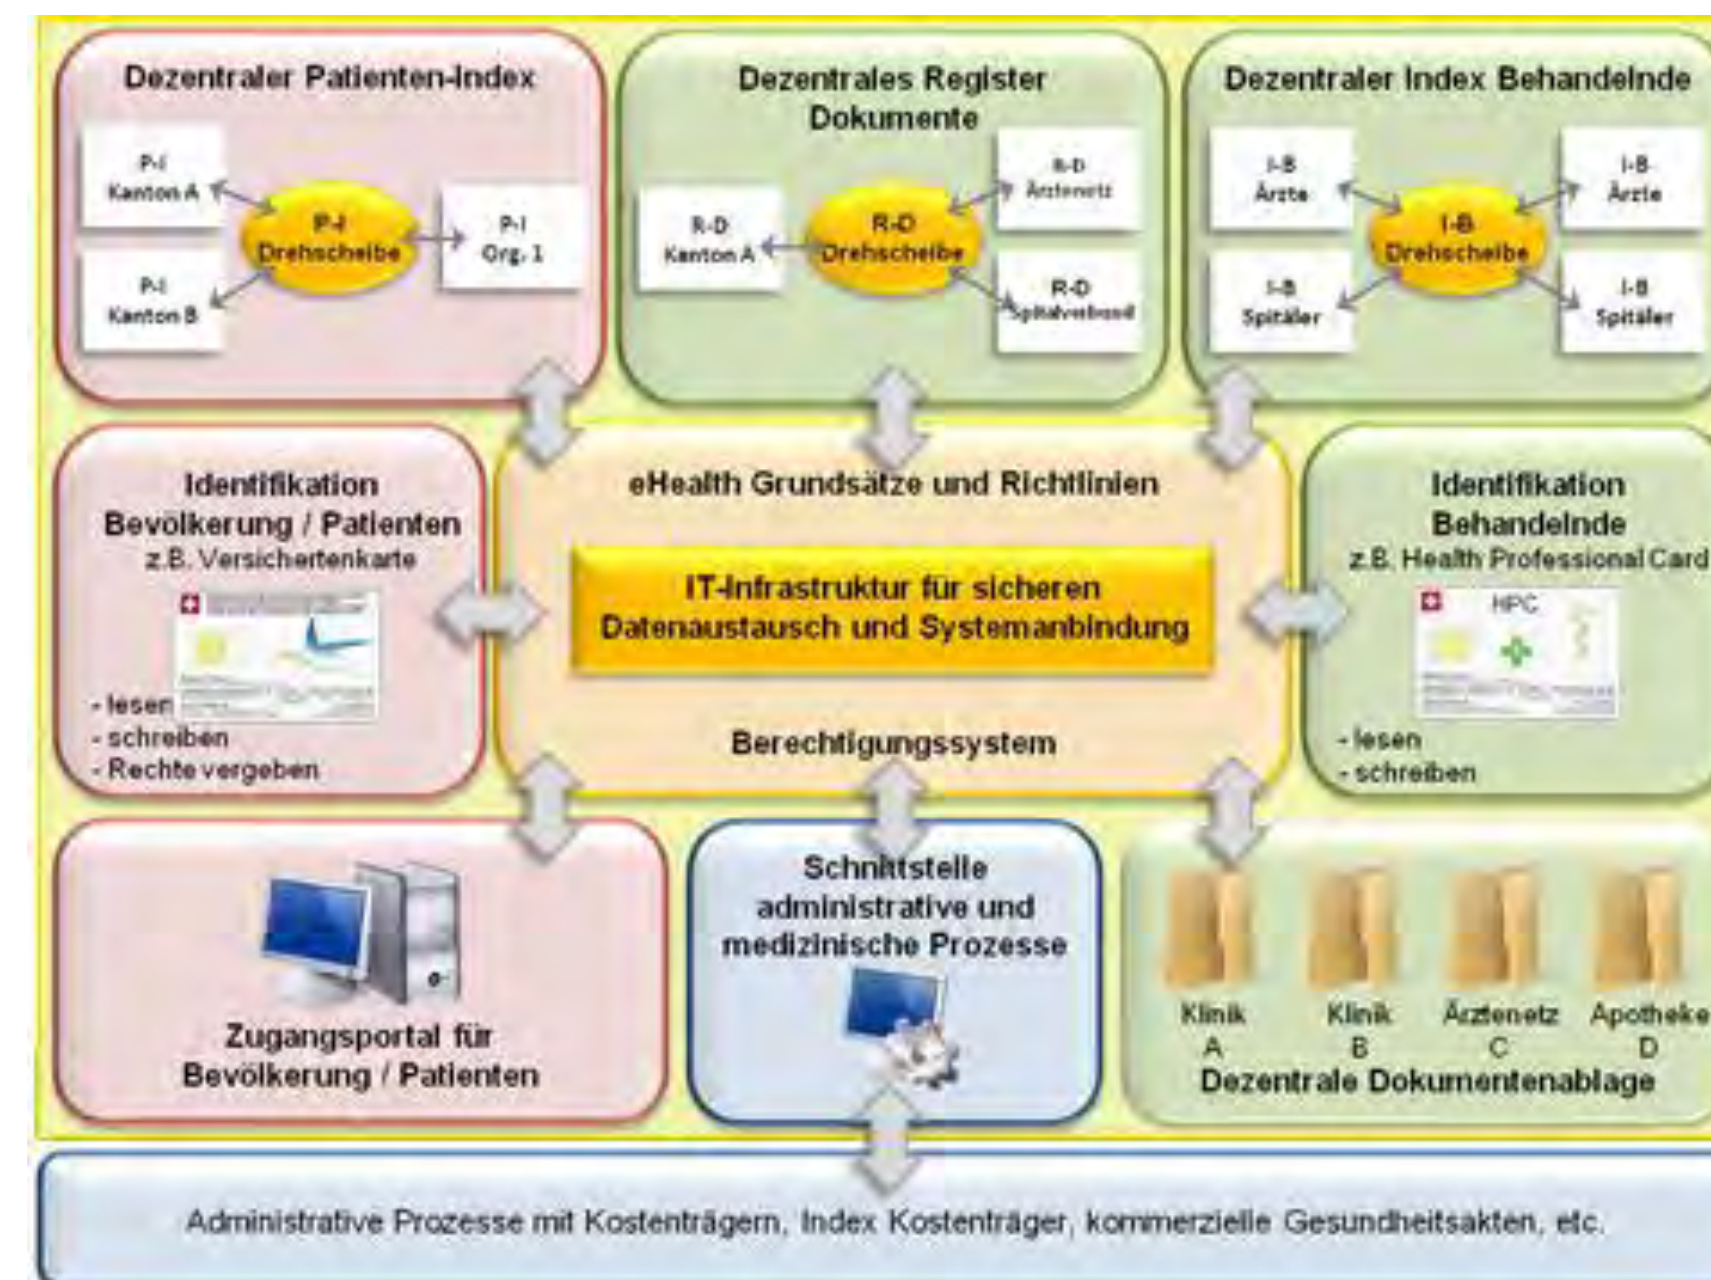 Dezentraler Patienten-Index
P-I
Kanton A
P-I
Drehscheibe
P-I
Org. 1
P-I
Kanton B
Dezentrales Register
Dokumente
R-D
Ärztenetz
R-D
Kanton A
R-D
Drehscheibe
R-D
Spitalverbund
Dezentraler Index Behandelnde
I-B
Ärzte
I-B
Ärzte
I-B
Drehscheibe
I-B
Spitäler
I-B
Spitäler
Identifikation
Bevölkerung / Patienten
z.B. Versichertenkarte
- lesen
- schreiben
- Rechte vergeben
eHealth Grundsätze und Richtlinien
IT-Infrastruktur für sicheren
Datenaustausch und Systemanbindung
Berechtigungssystem
Identifikation
Behandelnde
z.B. Health Professional Card
HPC
- lesen
- schreiben
Zugangsportal für
Bevölkerung / Patienten
Schnittstelle
administrative und
medizinische Prozesse
Klinik
A
Klinik
B
Ärztenetz
C
Apotheke
D
Dezentrale Dokumentenablage
Administrative Prozesse mit Kostenträgern, Index Kostenträger, kommerzielle Gesundheitsakten, etc.